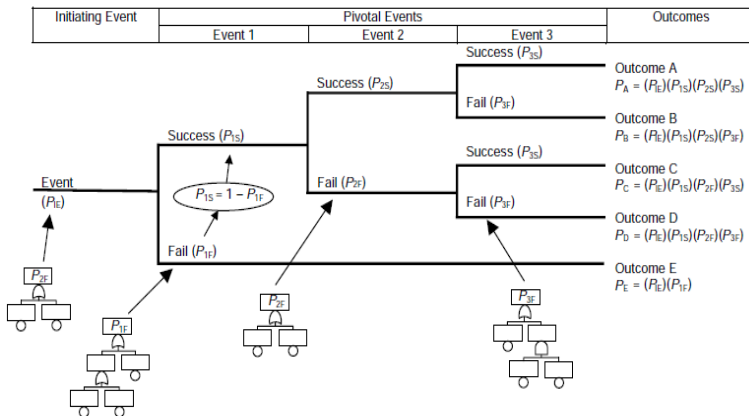 Initiating Event
Pivotal Events
Outcomes
Event 1
Event 2
Event 3
Success (P3S)
Outcome A
PA = (PIE)(P1S)(P2S)(P3S)
Success (P2S)
Fail (P3F)
Outcome B
PB = (PIE)(P1S)(P2S)(P3F)
Success (P1S)
Success (P3S)
Outcome C
PC = (PIE)(P1S)(P2F)(P3S)
Event
(PIE)
P1S = 1 – P1F
Fail (P2F)
Fail (P3F)
Outcome D
PD = (PIE)(P1S)(P2F)(P3F)
Fail (P1F)
Outcome E
PE = (PIE)(P1F)
P2F
P1F
P2F
P3F